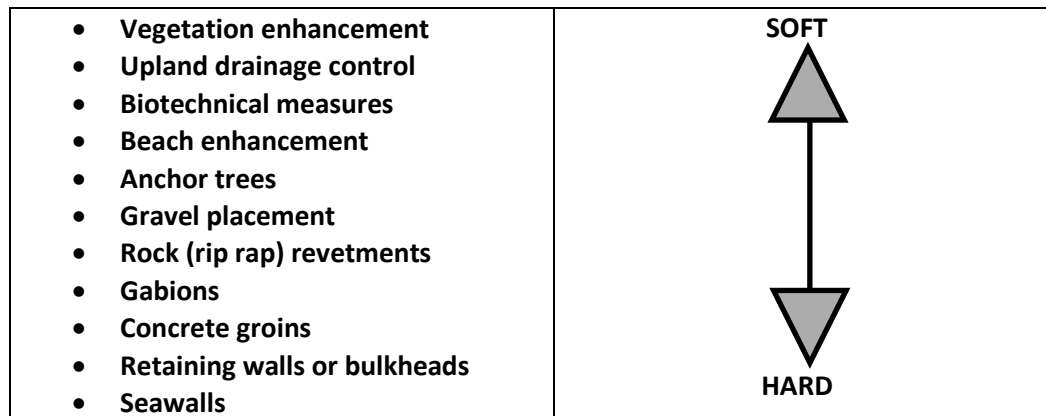 • Vegetation enhancement
• Upland drainage control
• Biotechnical measures
• Beach enhancement
• Anchor trees
• Gravel placement
• Rock (rip rap) revetments
• Gabions
• Concrete groins
• Retaining walls or bulkheads
• Seawalls
SOFT
HARD